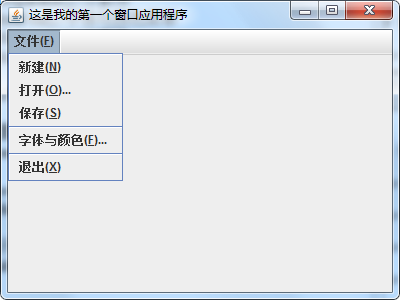 这是我的第一个窗口应用程序
文件(F)
新建(N)
打开(O)...
保存(S)
字体与颜色(F)...
退出(X)